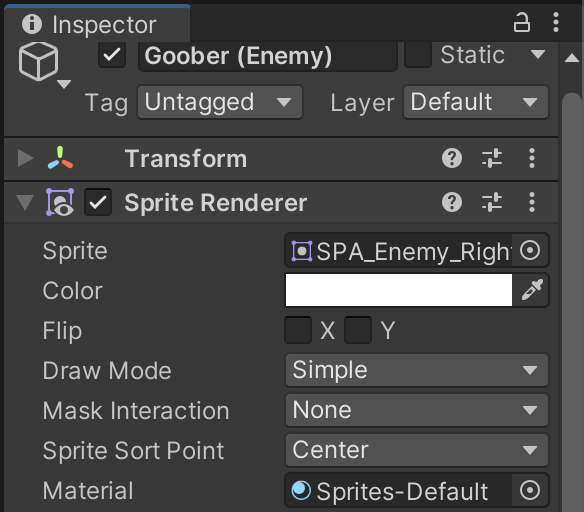 Inspector
Goober (Enemy) Static
Tag Untagged Layer Default
Transform
Sprite Renderer
Sprite SPA_Enemy_Righ
Color
Flip X Y
Draw Mode Simple
Mask Interaction None
Sprite Sort Point Center
Material Sprites-Default